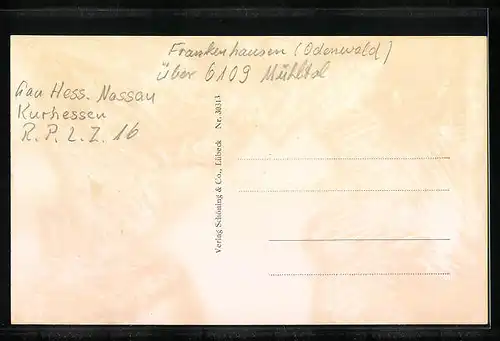 Frankenhausen (Odenwald)
über 6109 Mühltal
Gau Hess. Nassau
Kurhessen
R. P. L. Z. 16
Verlag Schöning & Co., Lübeck Nr. 30313